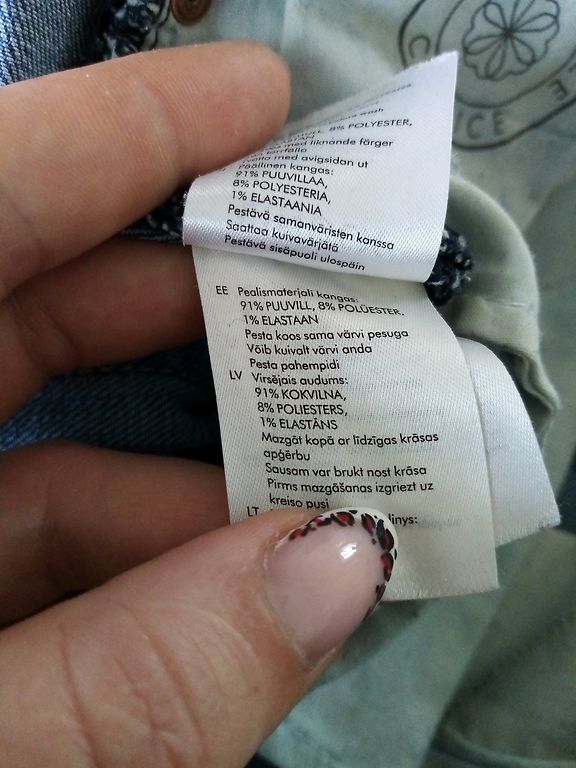 wash
8% POLYESTER,
med liknande färger
Tvätta med avigsidan ut
Päällinen kangas:
91% PUUVILLAA,
8% POLYESTERIA,
1% ELASTAANIA
Pestävä samanväristen kanssa
Saattaa kuivavärjätä
Pestävä sisäpuoli ulospäin
EE Pealismaterjali kangas:
91% PUUVILL, 8% POLÜESTER,
1% ELASTAAN
Pesta koos sama värvi pesuga
Võib kuivalt värvi anda
Pesta pahempidi
LV Virsējais audums:
91% KOKVILNA,
8% POLIESTERS,
1% ELASTĀNS
Mazgāt kopā ar līdzīgas krāsas
apģērbu
Sausam var brukt nost krāsa
Pirms mazgāšanas izgriezt uz
kreiso pusi
LT